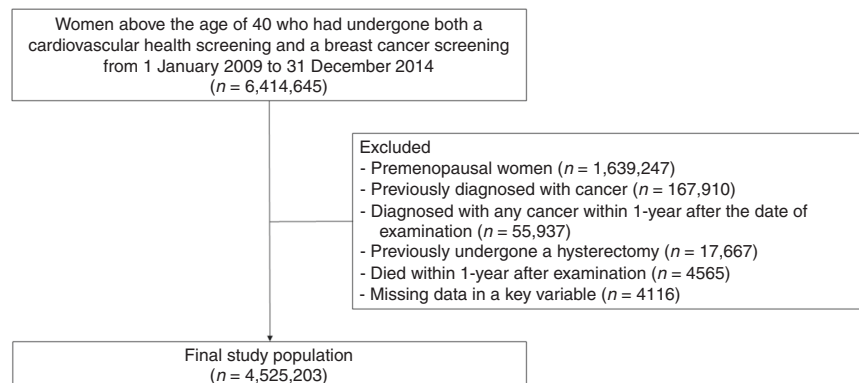 Women above the age of 40 who had undergone both a
cardiovascular health screening and a breast cancer screening
from 1 January 2009 to 31 December 2014
(n = 6,414,645)
Excluded
- Premenopausal women (n = 1,639,247)
- Previously diagnosed with cancer (n = 167,910)
- Diagnosed with any cancer within 1-year after the date of
examination (n = 55,937)
- Previously undergone a hysterectomy (n = 17,667)
- Died within 1-year after examination (n = 4565)
- Missing data in a key variable (n = 4116)
Final study population
(n = 4,525,203)